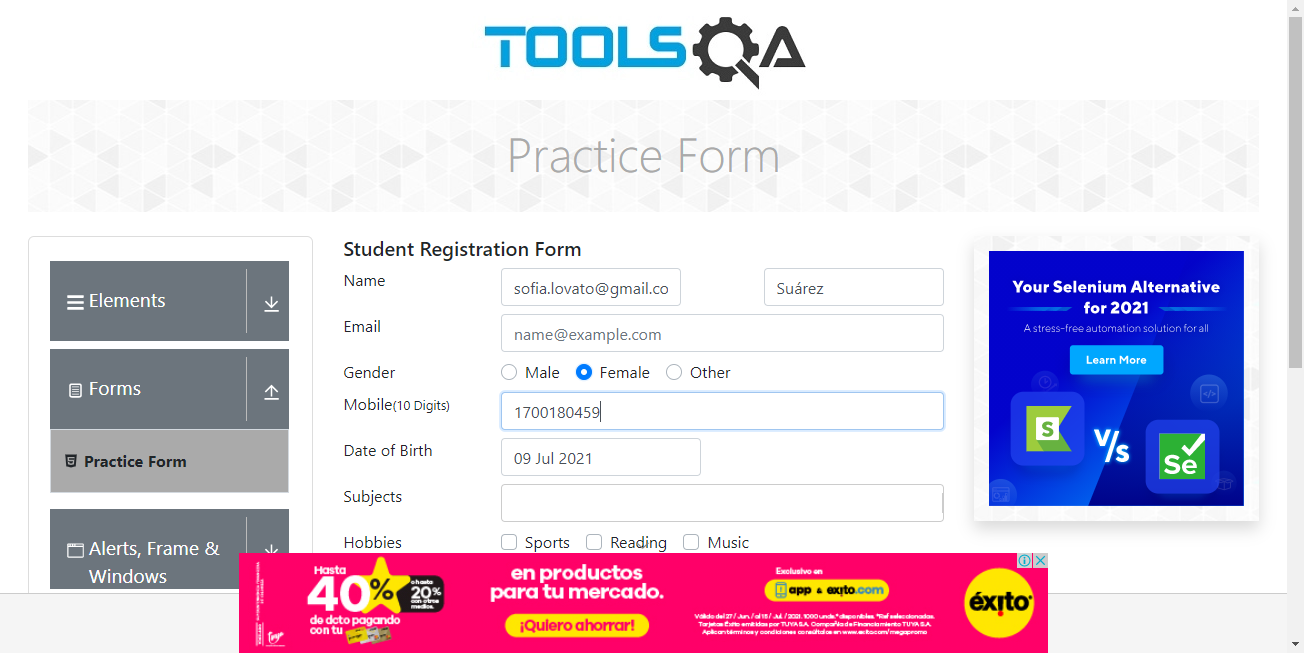 TOOLSQA
Practice Form
Elements
Forms
Practice Form
Alerts, Frame &
Windows
Student Registration Form
Name
sofia.lovato@gmail.co
Suárez
Email
name@example.com
Gender
Male
Female
Other
Mobile(10 Digits)
1700180459
Date of Birth
09 Jul 2021
Subjects
Hobbies
Sports
Reading
Music
Your Selenium Alternative
for 2021
A stress-free automation solution for all
Learn More
S
V/s
Se
Hasta
40%
o hasta
20%
con otros
medios.
de dcto pagando
con tu
Tuya
en productos
para tu mercado.
¡Quiero ahorrar!
Exclusivo en
app & exito.com
éxito